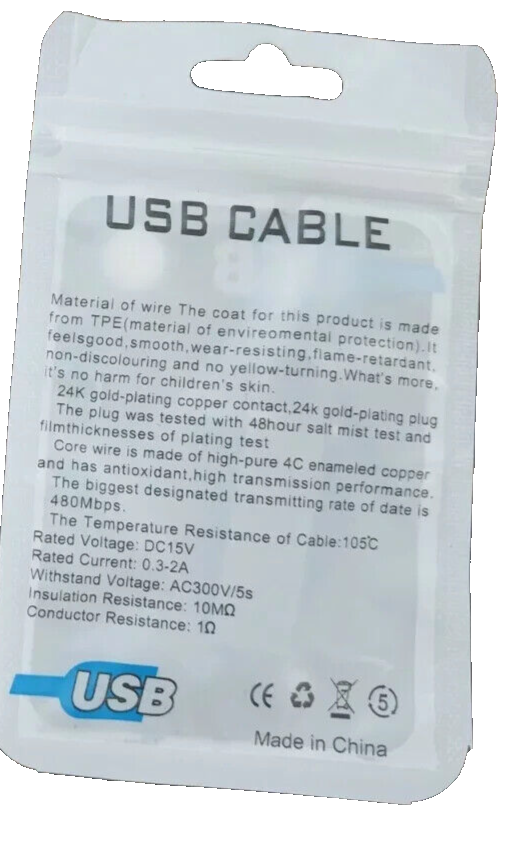 USB CABLE
Material of wire The coat for this product is made
from TPE(material of envireomental protection).It
feelsgood,smooth,wear-resisting,flame-retardant,
non-discolouring and no yellow-turning.What's more,
it's no harm for children's skin.
24K gold-plating copper contact,24k gold-plating plug
The plug was tested with 48hour salt mist test and
filmthicknesses of plating test
Core wire is made of high-pure 4C enameled copper
and has antioxidant,high transmission performance.
The biggest designated transmitting rate of date is
480Mbps.
The Temperature Resistance of Cable:105℃
Rated Voltage: DC15V
Rated Current: 0.3-2A
Withstand Voltage: AC300V/5s
Insulation Resistance: 10MΩ
Conductor Resistance: 1Ω
USB
CE 5
Made in China